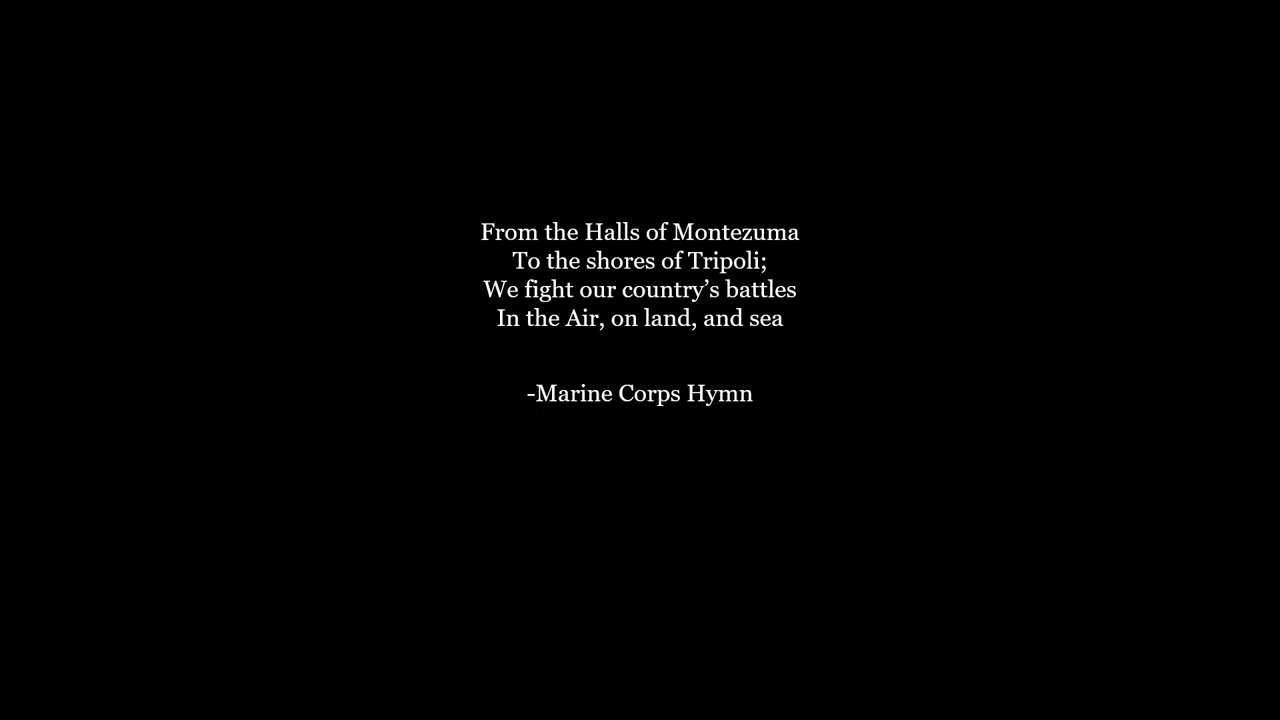 From the Halls of Montezuma
To the shores of Tripoli;
We fight our country’s battles
In the Air, on land, and sea
-Marine Corps Hymn